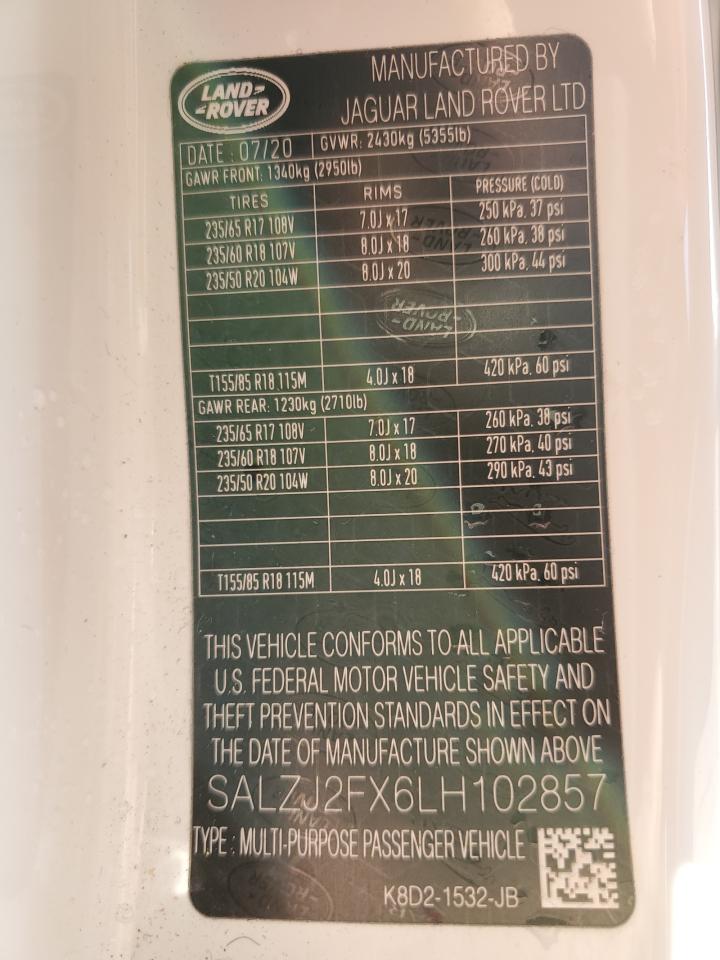 LAND-
-ROVER
MANUFACTURED BY
JAGUAR LAND ROVER LTD
DATE : 07/20 GVWR: 2430kg (5355lb)
GAWR FRONT: 1340kg (2950lb)
TIRES RIMS PRESSURE (COLD)
235/65 R17 108V 7.0J x 17 250 kPa, 37 psi
235/60 R18 107V 8.0J x 18 260 kPa, 38 psi
235/50 R20 104W 8.0J x 20 300 kPa, 44 psi
LAND-
-ROVER
T155/85 R18 115M 4.0J x 18 420 kPa, 60 psi
GAWR REAR: 1230kg (2710lb)
235/65 R17 108V 7.0J x 17 260 kPa, 38 psi
235/60 R18 107V 8.0J x 18 270 kPa, 40 psi
235/50 R20 104W 8.0J x 20 290 kPa, 43 psi
T155/85 R18 115M 4.0J x 18 420 kPa, 60 psi
THIS VEHICLE CONFORMS TO ALL APPLICABLE
U.S. FEDERAL MOTOR VEHICLE SAFETY AND
THEFT PREVENTION STANDARDS IN EFFECT ON
THE DATE OF MANUFACTURE SHOWN ABOVE
SALZJ2FX6LH102857
TYPE : MULTI-PURPOSE PASSENGER VEHICLE
K8D2-1532-JB